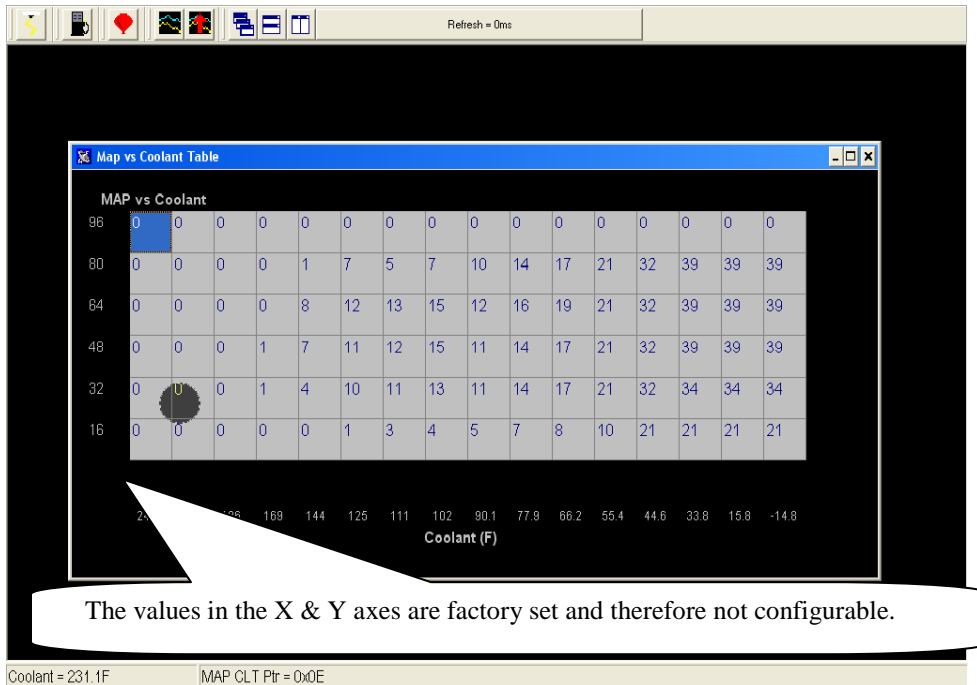 Refresh = 0ms
Map vs Coolant Table
MAP vs Coolant
96 0 0 0 0 0 0 0 0 0 0 0 0 0 0 0 0
80 0 0 0 0 1 7 5 7 10 14 17 21 32 39 39 39
64 0 0 0 0 8 12 13 15 12 16 19 21 32 39 39 39
48 0 0 0 1 7 11 12 15 11 14 17 21 32 39 39 39
32 0 0 0 1 4 10 11 13 11 14 17 21 32 34 34 34
16 0 0 0 0 0 1 3 4 5 7 8 10 21 21 21 21
169 144 125 111 102 90.1 77.9 66.2 55.4 44.6 33.8 15.8 -14.8
Coolant (F)
The values in the X & Y axes are factory set and therefore not configurable.
Coolant = 231.1F MAP CLT Ptr = 0x0E